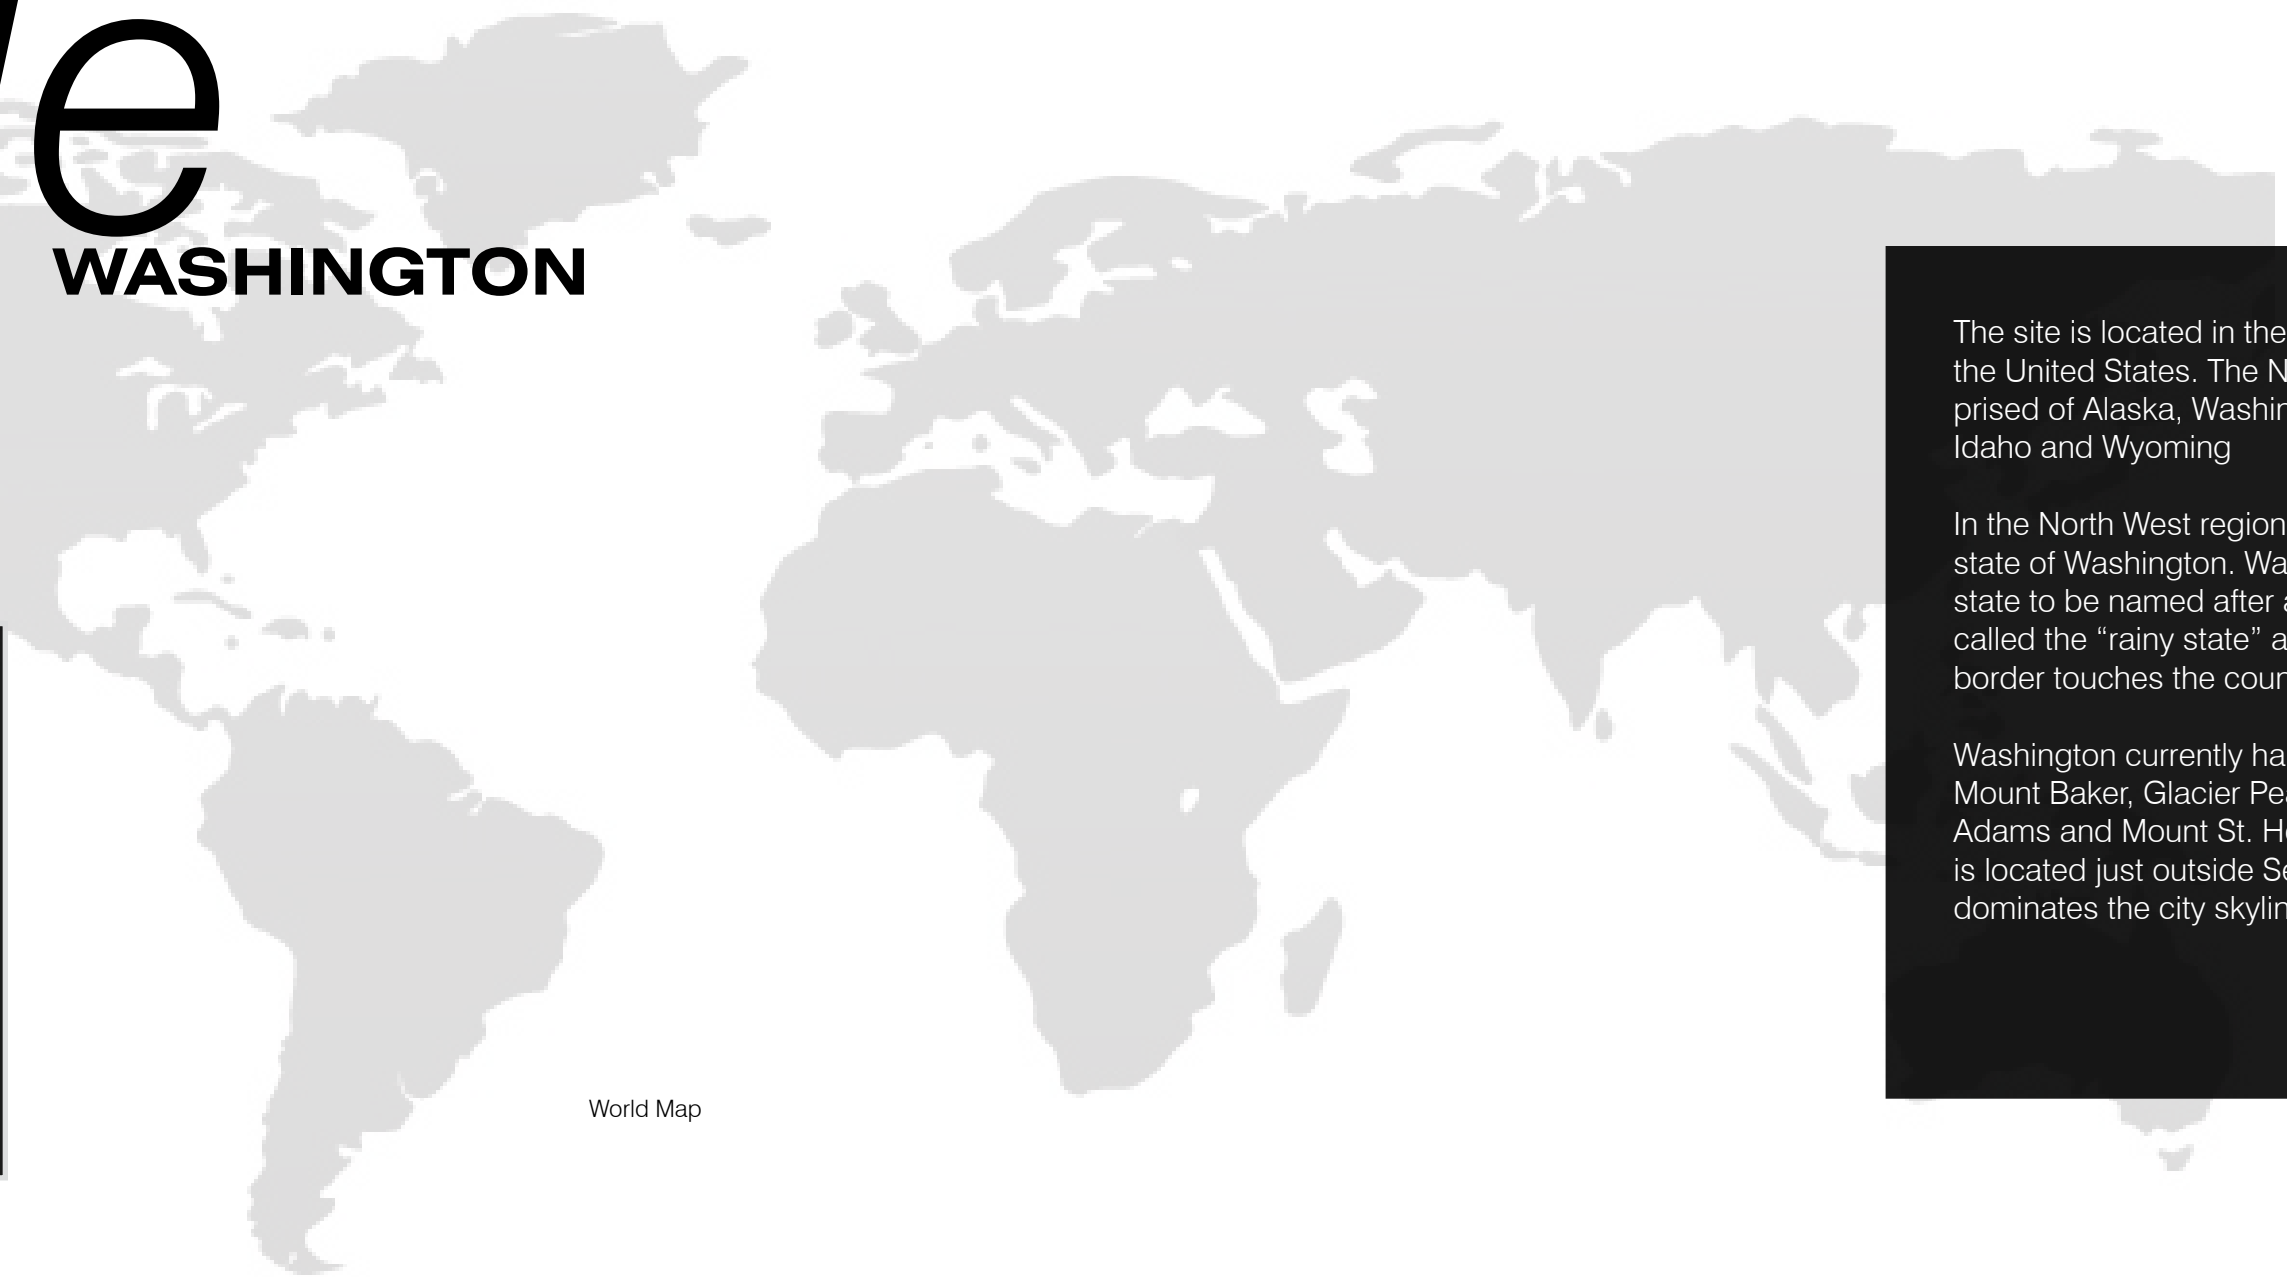 e
WASHINGTON
The site is located in the
the United States. The N
prised of Alaska, Washin
Idaho and Wyoming
In the North West region
state of Washington. Wa
state to be named after a
called the “rainy state” a
border touches the coun
Washington currently ha
Mount Baker, Glacier Pea
Adams and Mount St. He
is located just outside Se
dominates the city skylin
World Map